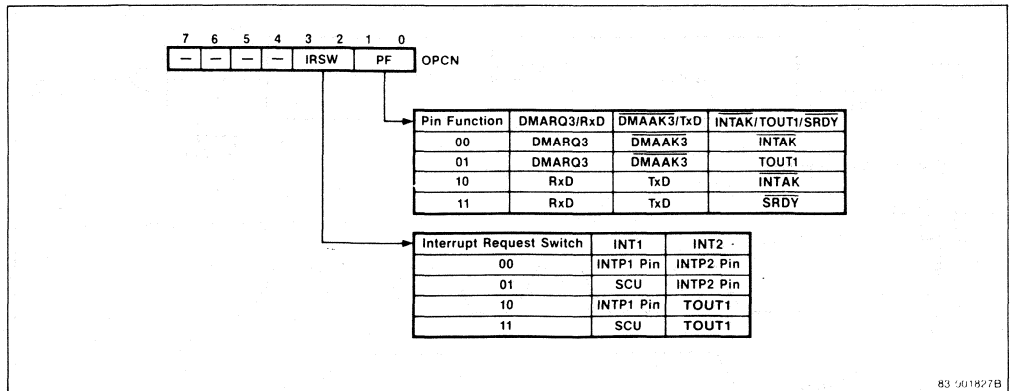 7 6 5 4 3 2 1 0
— — — — IRSW PF OPCN
Pin Function DMARQ3/RxD DMAAK3/TxD INTAK/TOUT1/SRDY
00 DMARQ3 DMAAK3 INTAK
01 DMARQ3 DMAAK3 TOUT1
10 RxD TxD INTAK
11 RxD TxD SRDY
Interrupt Request Switch INT1 INT2
00 INTP1 Pin INTP2 Pin
01 SCU INTP2 Pin
10 INTP1 Pin TOUT1
11 SCU TOUT1
83-001827B